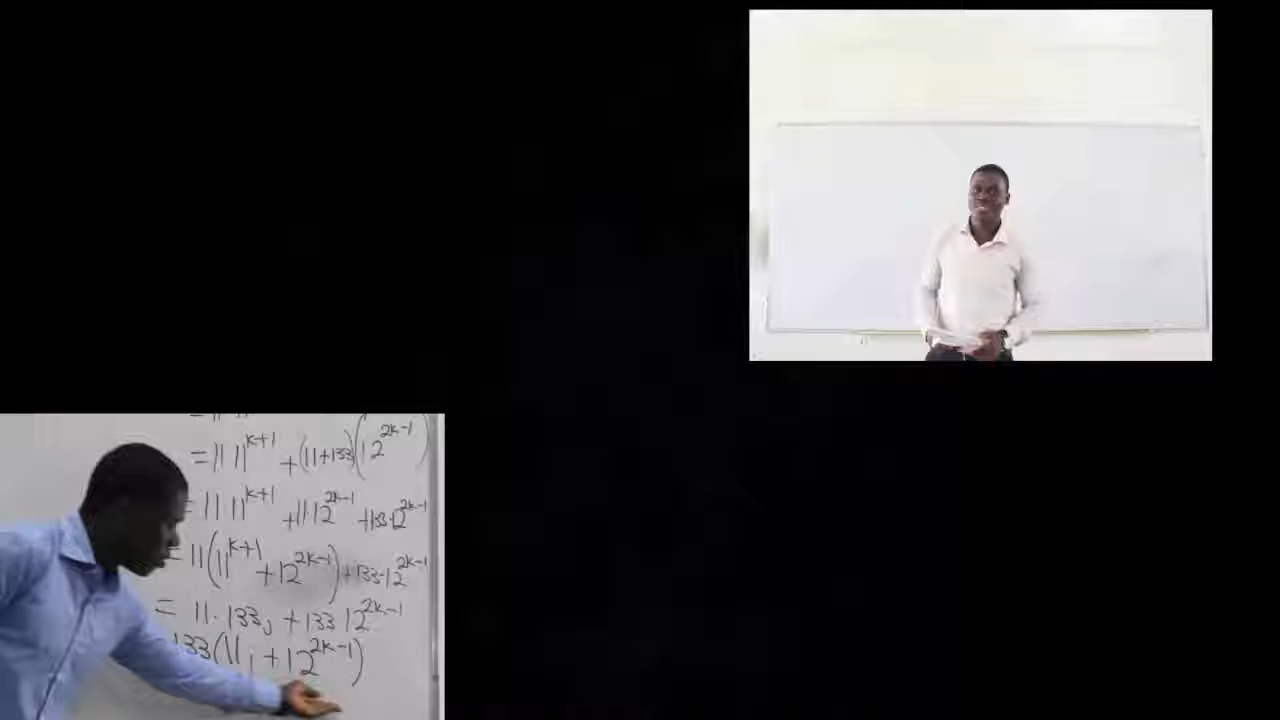 =11 11^{k+1} +(11+133)(12^{2k-1})
= 11 11^{k+1} +11.12^{2k-1} +133.12^{2k-1}
= 11(11^{k+1} +12^{2k-1})+133.12^{2k-1}
= 11.133j +133 12^{2k-1}
133(11j +12^{2k-1})